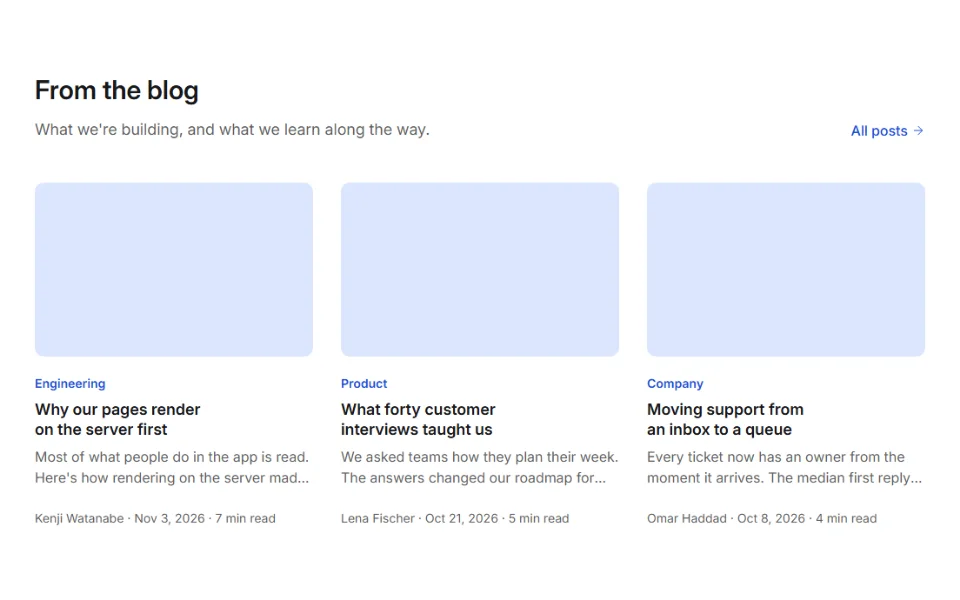 From the blog
What we're building, and what we learn along the way.
All posts →
Engineering
Why our pages render
on the server first
Most of what people do in the app is read.
Here's how rendering on the server mad...
Kenji Watanabe · Nov 3, 2026 · 7 min read
Product
What forty customer
interviews taught us
We asked teams how they plan their week.
The answers changed our roadmap for...
Lena Fischer · Oct 21, 2026 · 5 min read
Company
Moving support from
an inbox to a queue
Every ticket now has an owner from the
moment it arrives. The median first reply...
Omar Haddad · Oct 8, 2026 · 4 min read